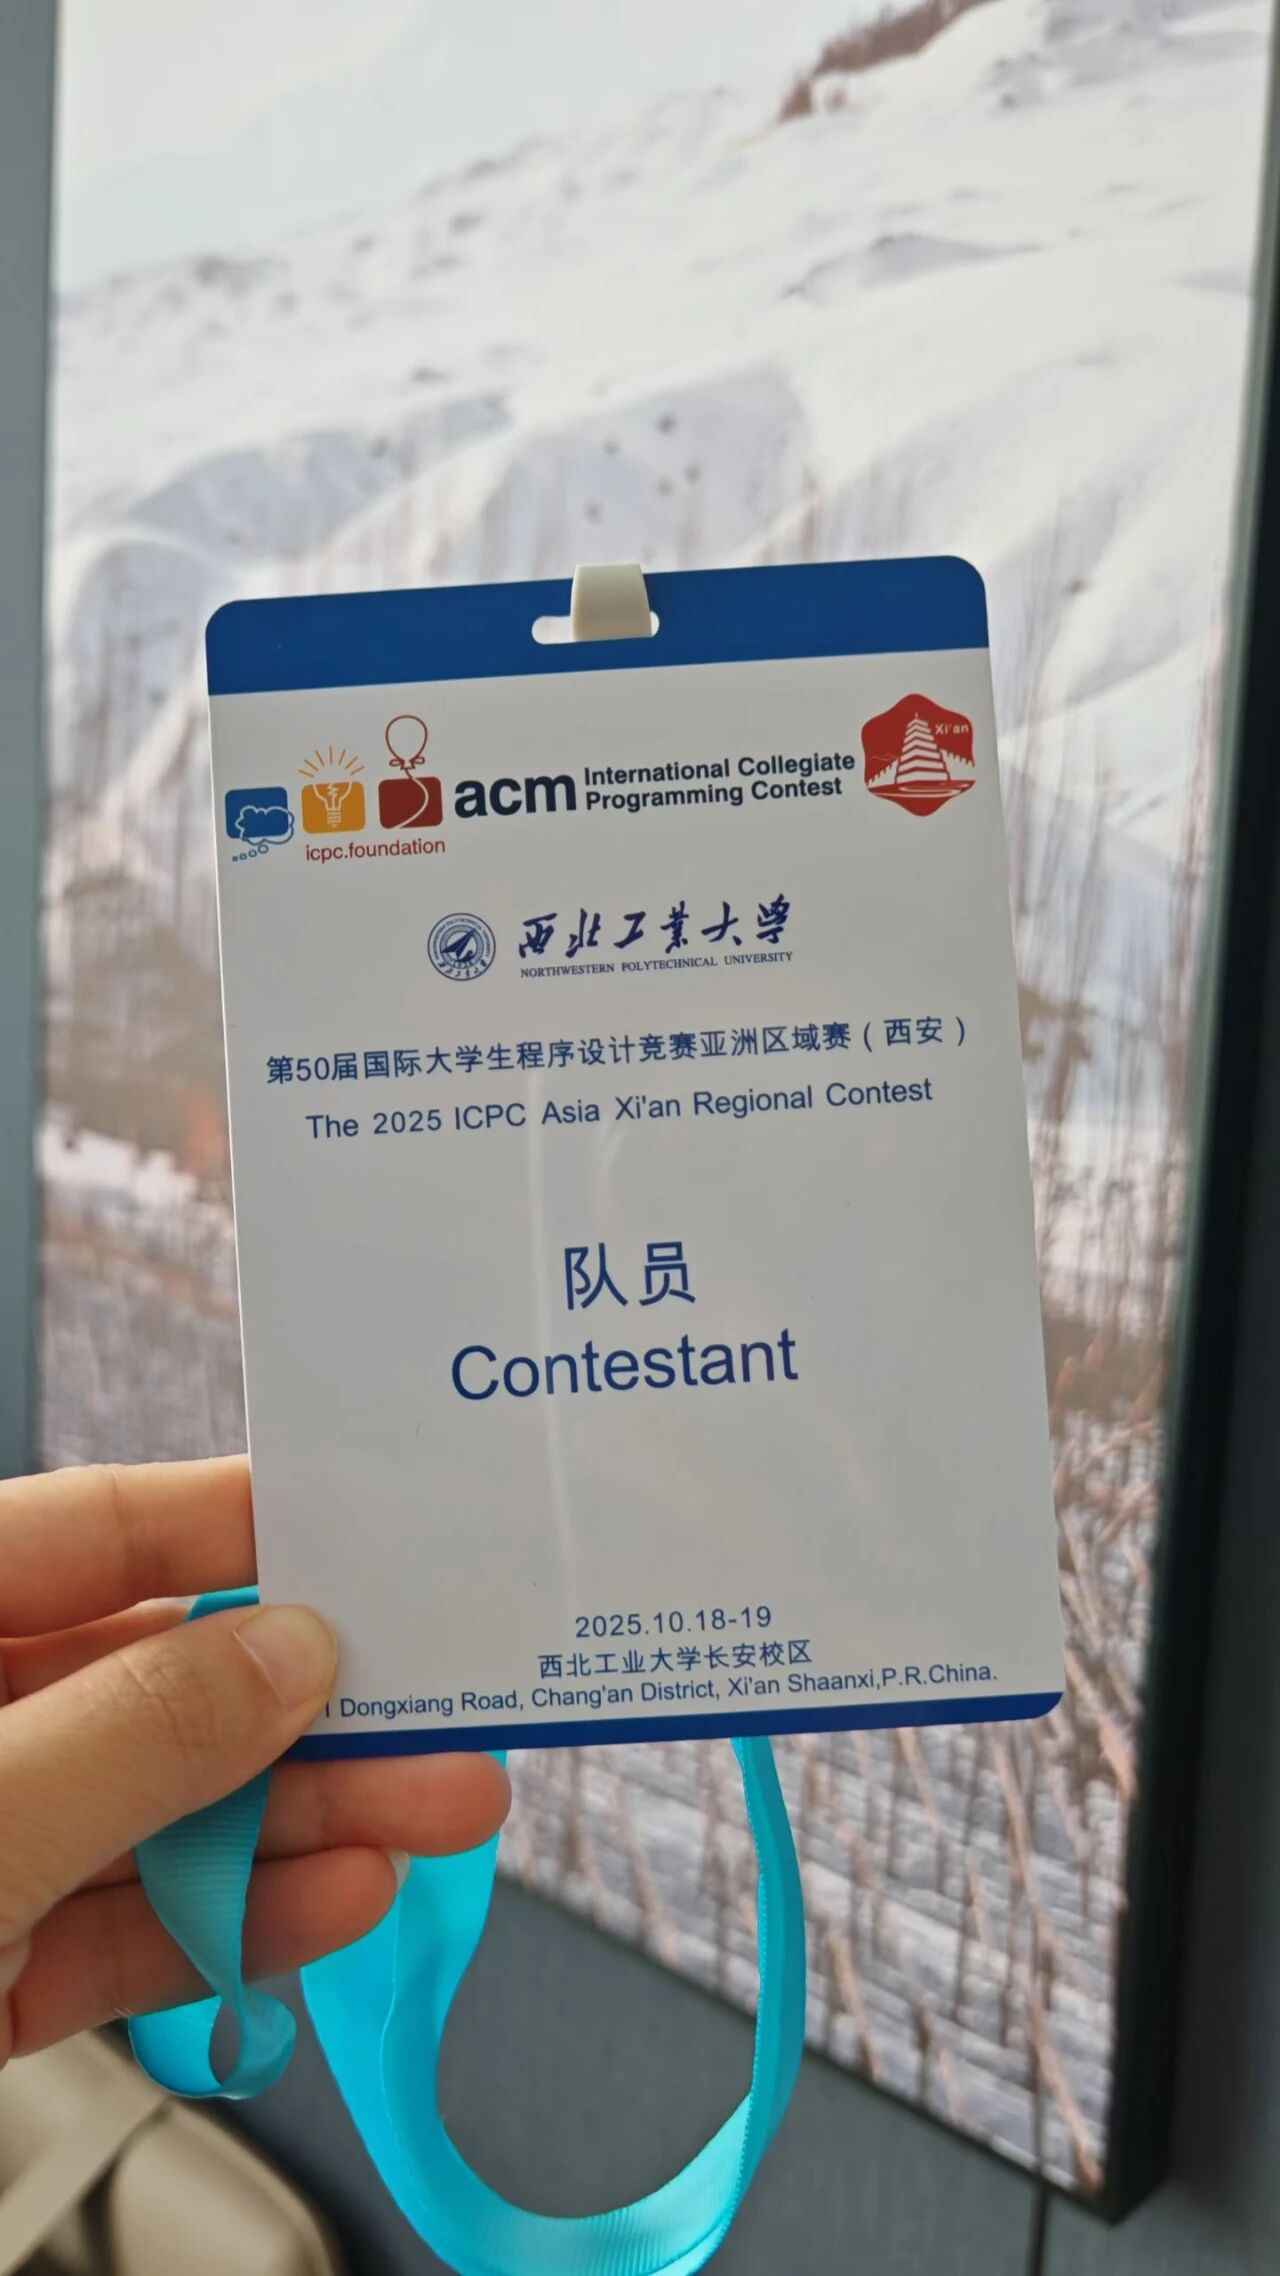 acm International Collegiate
Programming Contest
Xi'an
icpc.foundation
西北工业大学
NORTHWESTERN POLYTECHNICAL UNIVERSITY
第50届国际大学生程序设计竞赛亚洲区域赛（西安）
The 2025 ICPC Asia Xi'an Regional Contest
队员
Contestant
2025.10.18-19
西北工业大学长安校区
1 Dongxiang Road, Chang'an District, Xi'an Shaanxi,P.R.China.